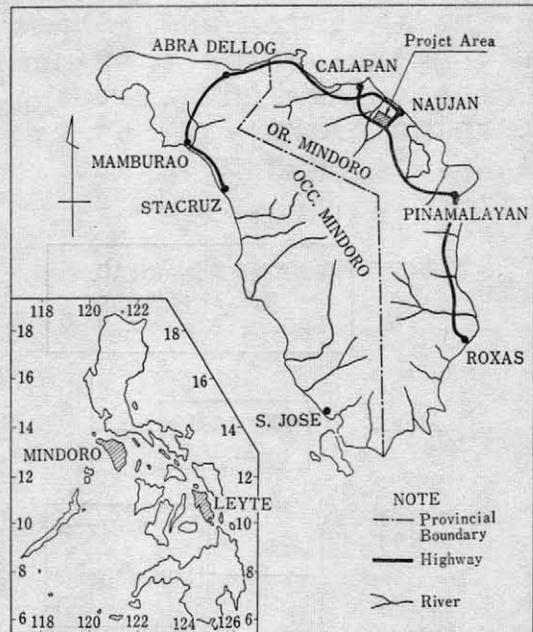 Projct Area
ABRA DELLOG
CALAPAN
NAUJAN
OR. MINDORO
MAMBURAO
OCC. MINDORO
STACRUZ
PINAMALAYAN
ROXAS
S. JOSE
118 120 122
18 18
16 16
14 14
MINDORO
12 12
LEYTE
10 10
8 8
6 6
118 120 122 124 126
NOTE
Provincial
Boundary
Highway
River